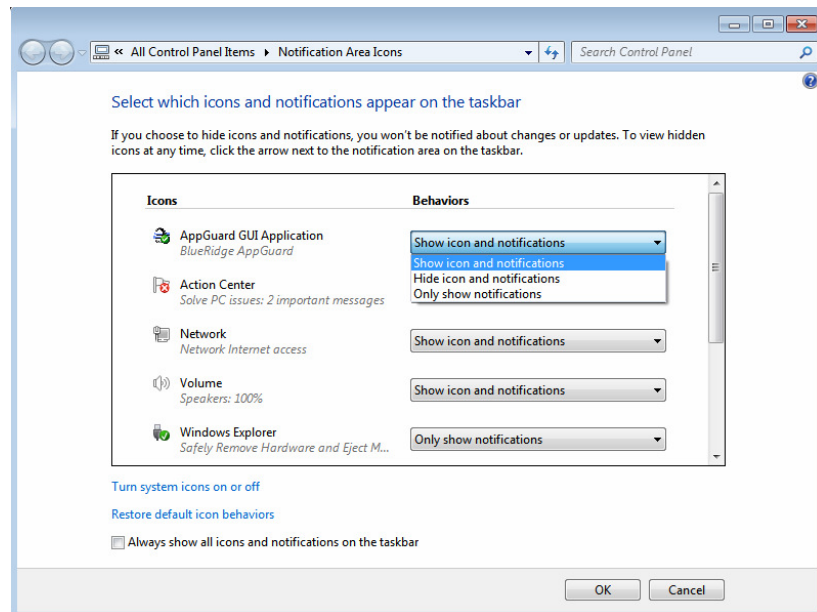 « All Control Panel Items ▸ Notification Area Icons
Search Control Panel
Select which icons and notifications appear on the taskbar
If you choose to hide icons and notifications, you won't be notified about changes or updates. To view hidden
icons at any time, click the arrow next to the notification area on the taskbar.
Icons
Behaviors
AppGuard GUI Application
BlueRidge AppGuard
Show icon and notifications
Show icon and notifications
Hide icon and notifications
Only show notifications
Action Center
Solve PC issues: 2 important messages
Network
Network Internet access
Show icon and notifications
Volume
Speakers: 100%
Show icon and notifications
Windows Explorer
Safely Remove Hardware and Eject M...
Only show notifications
Turn system icons on or off
Restore default icon behaviors
Always show all icons and notifications on the taskbar
OK
Cancel